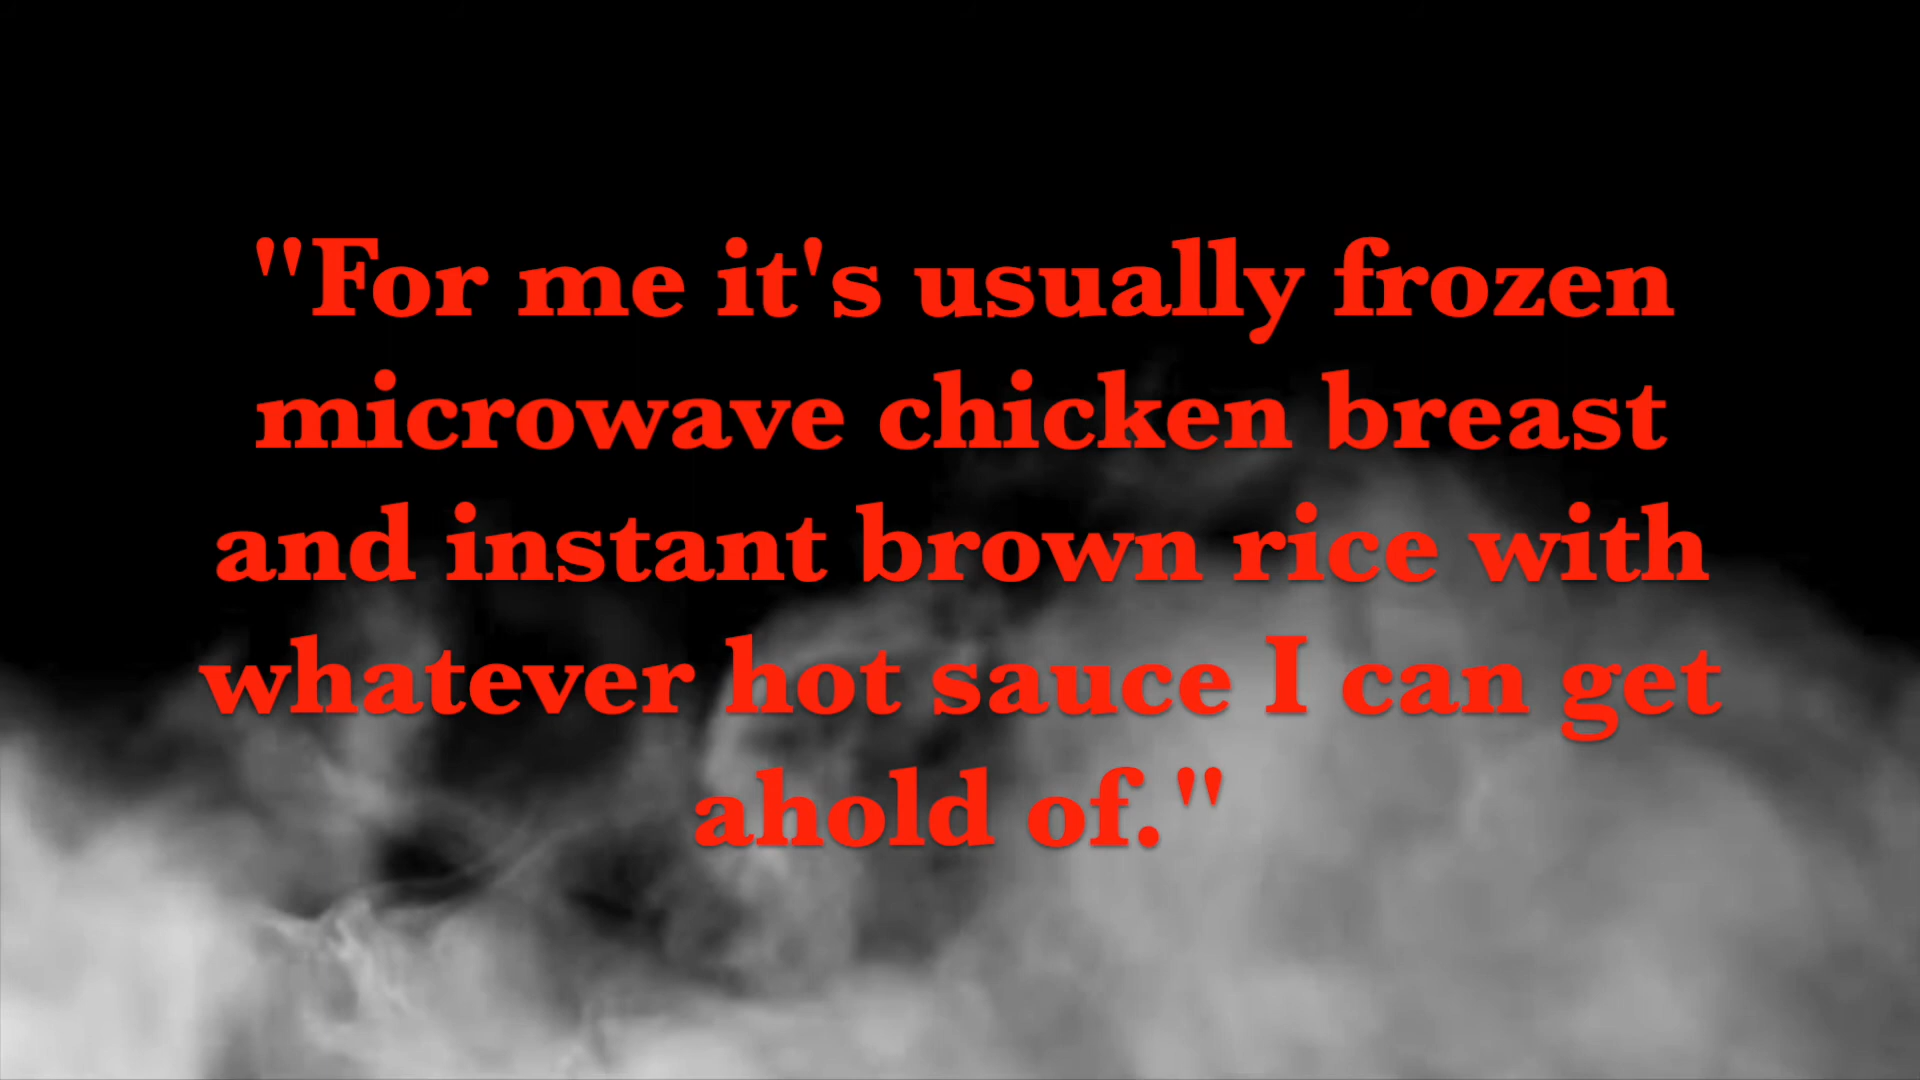 "For me it's usually frozen
microwave chicken breast
and instant brown rice with
whatever hot sauce I can get
ahold of."